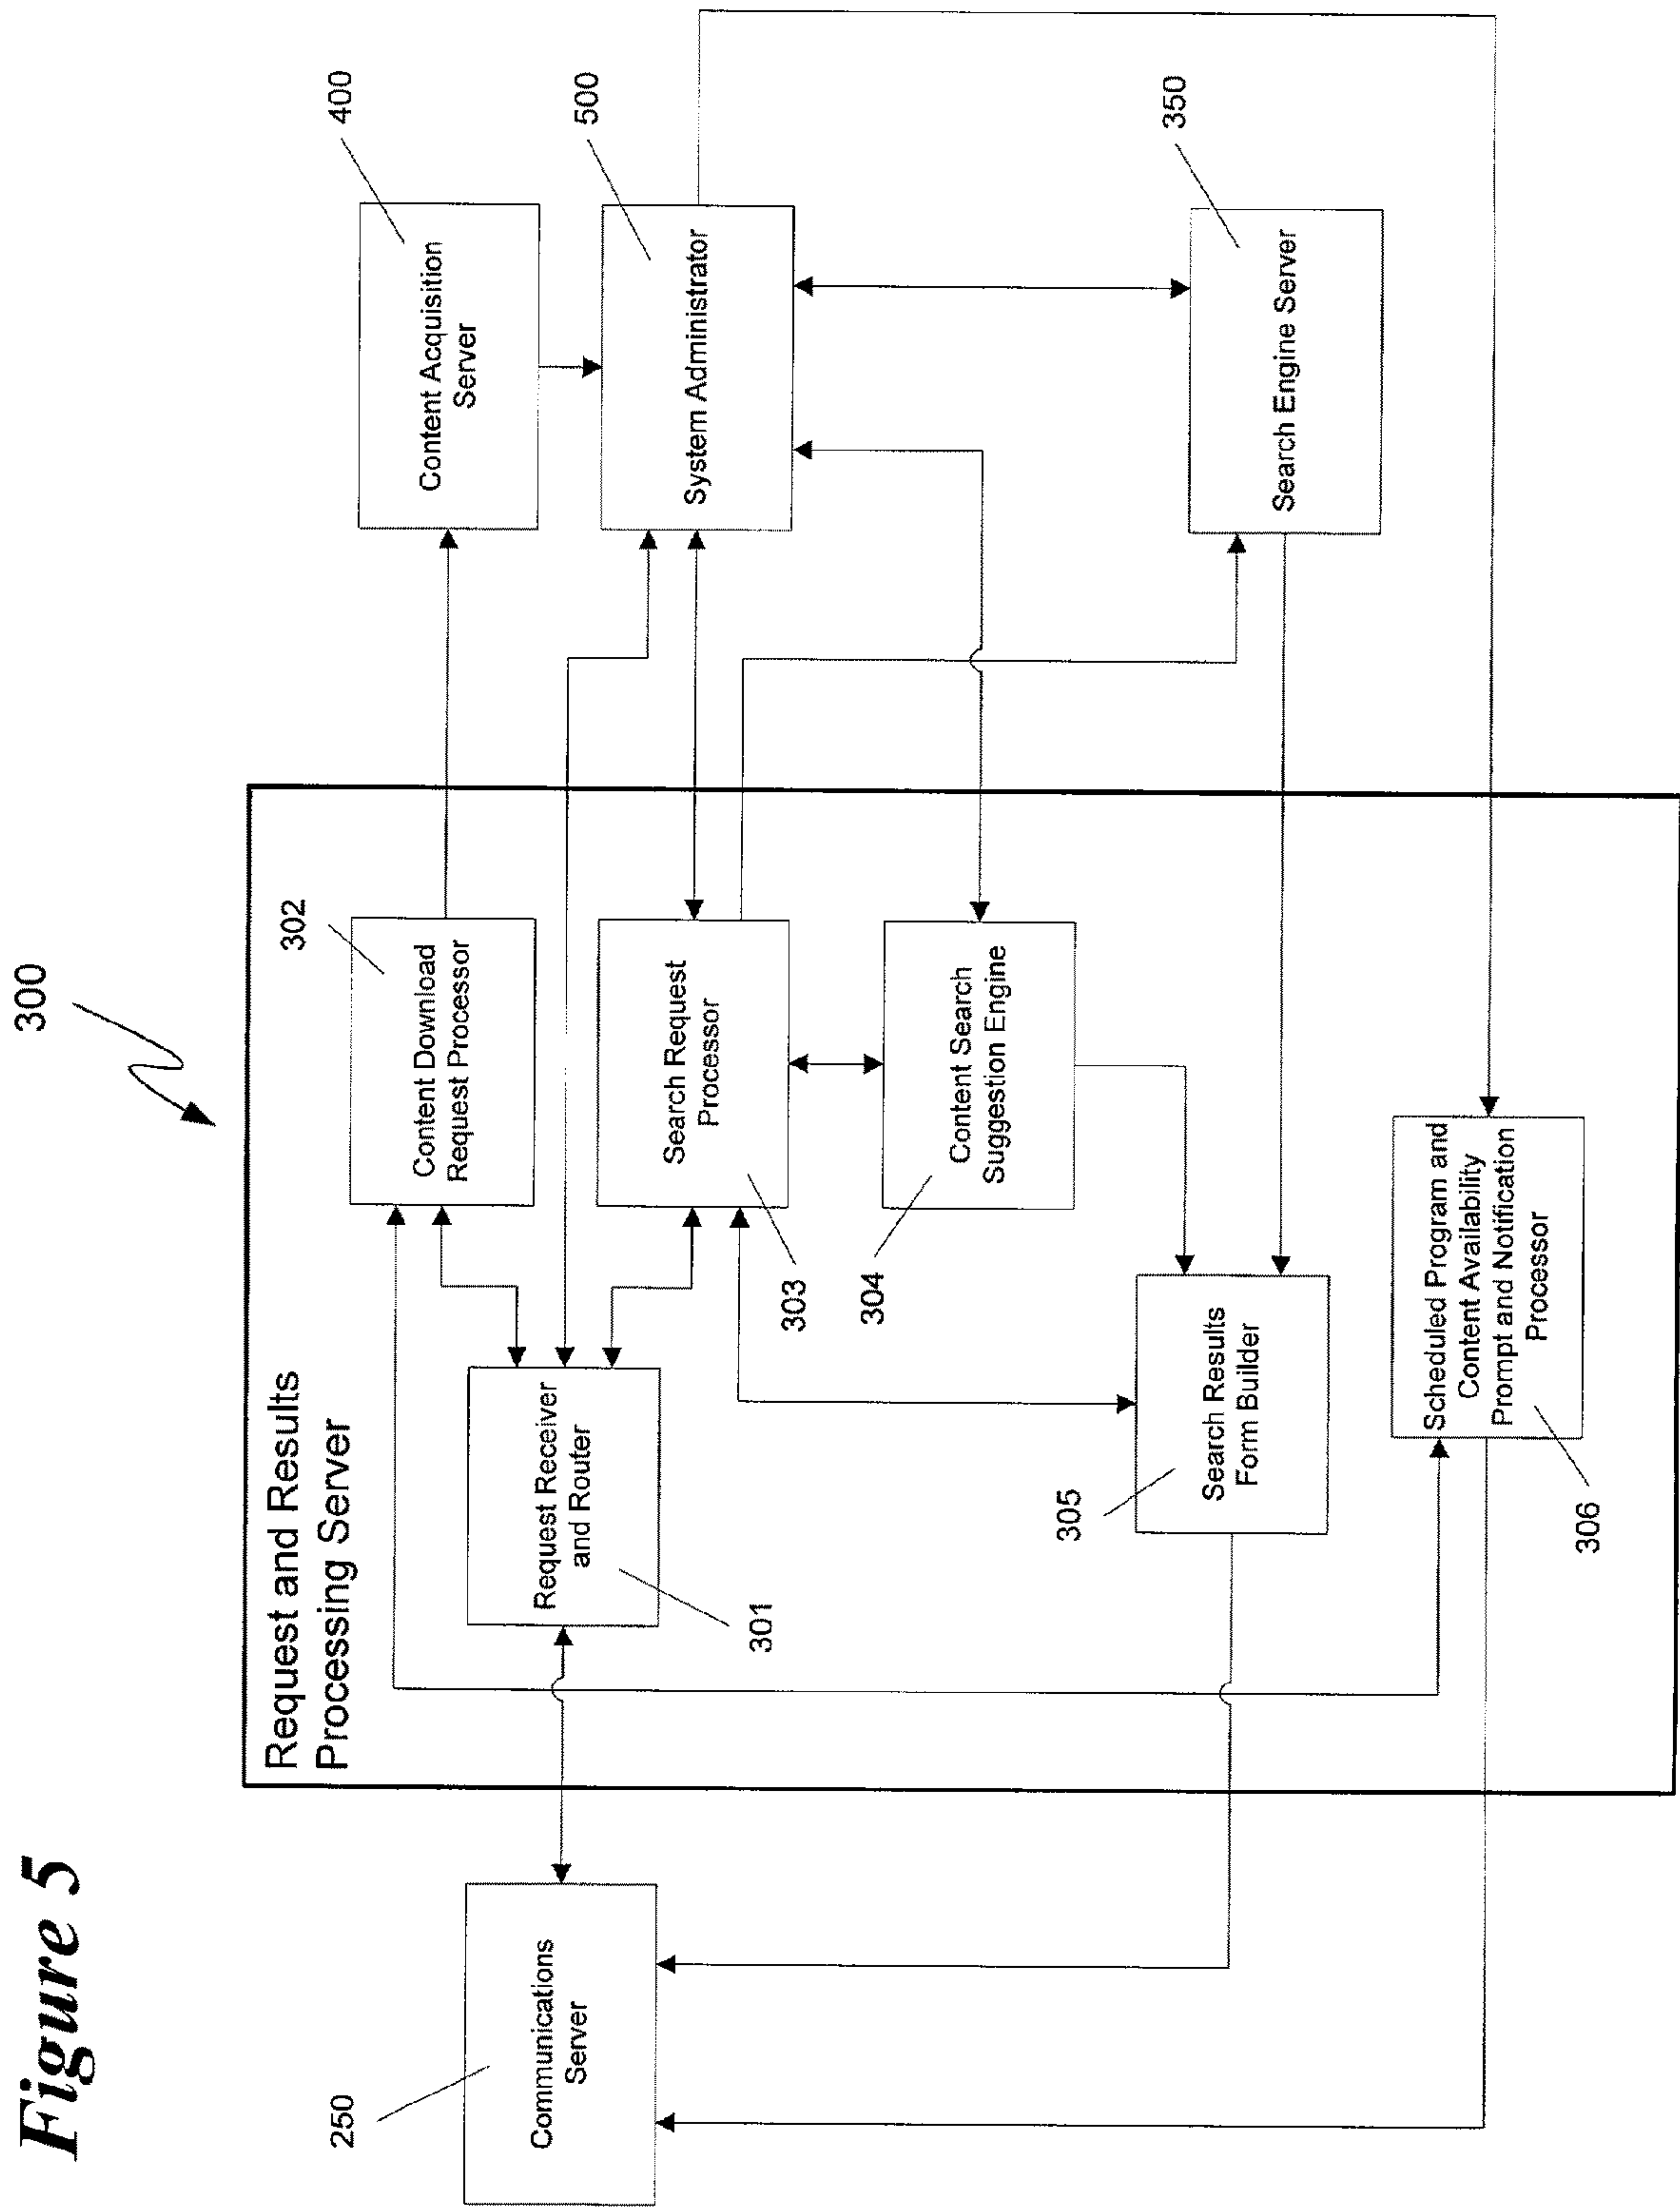 Figure 5
300
Request and Results
Processing Server
250
Communications
Server
Request Receiver
and Router
301
302
Content Download
Request Processor
Search Request
Processor
303
Content Search
Suggestion Engine
304
Search Results
Form Builder
305
Scheduled Program and
Content Availability
Prompt and Notification
Processor
306
400
Content Acquisition
Server
500
System Administrator
350
Search Engine Server